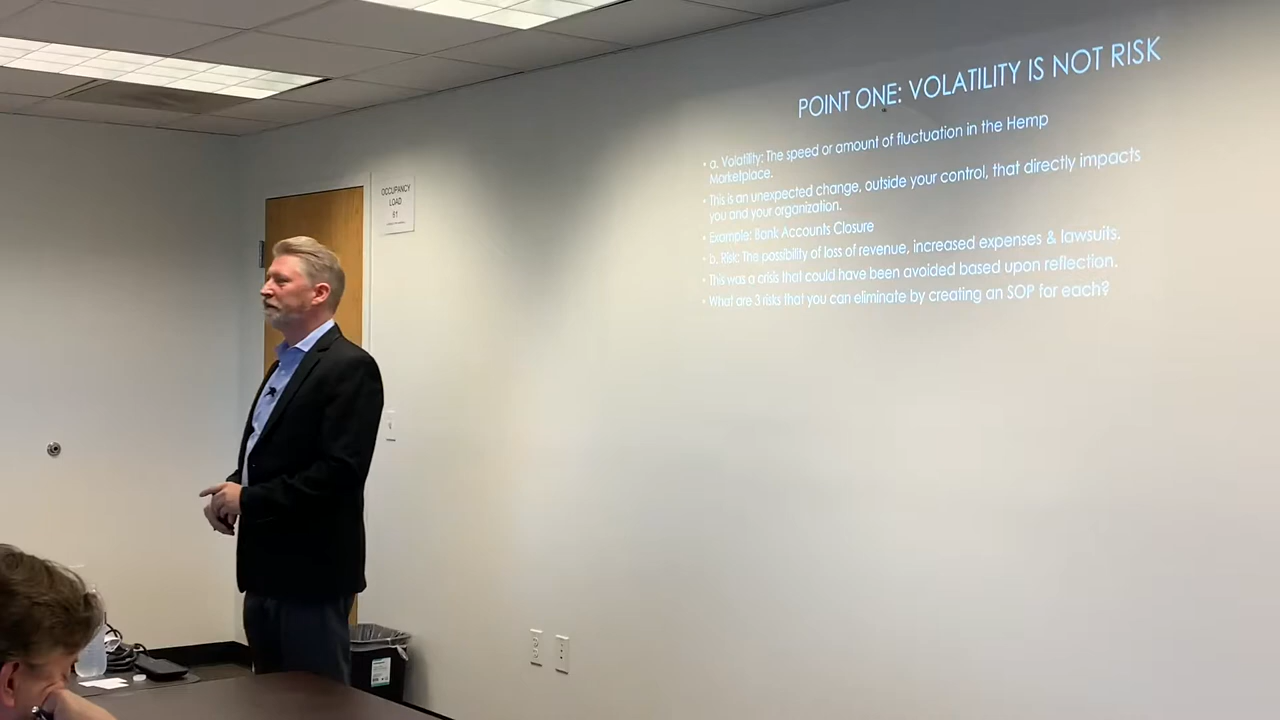 POINT ONE: VOLATILITY IS NOT RISK
• a. Volatility: The speed or amount of fluctuation in the Hemp
Marketplace.
• This is an unexpected change, outside your control, that directly impacts
you and your organization.
• Example: Bank Accounts Closure
• b. Risk: The possibility of loss of revenue, increased expenses & lawsuits.
• This was a crisis that could have been avoided based upon reflection.
• What are 3 risks that you can eliminate by creating an SOP for each?
OCCUPANCY
LOAD
61